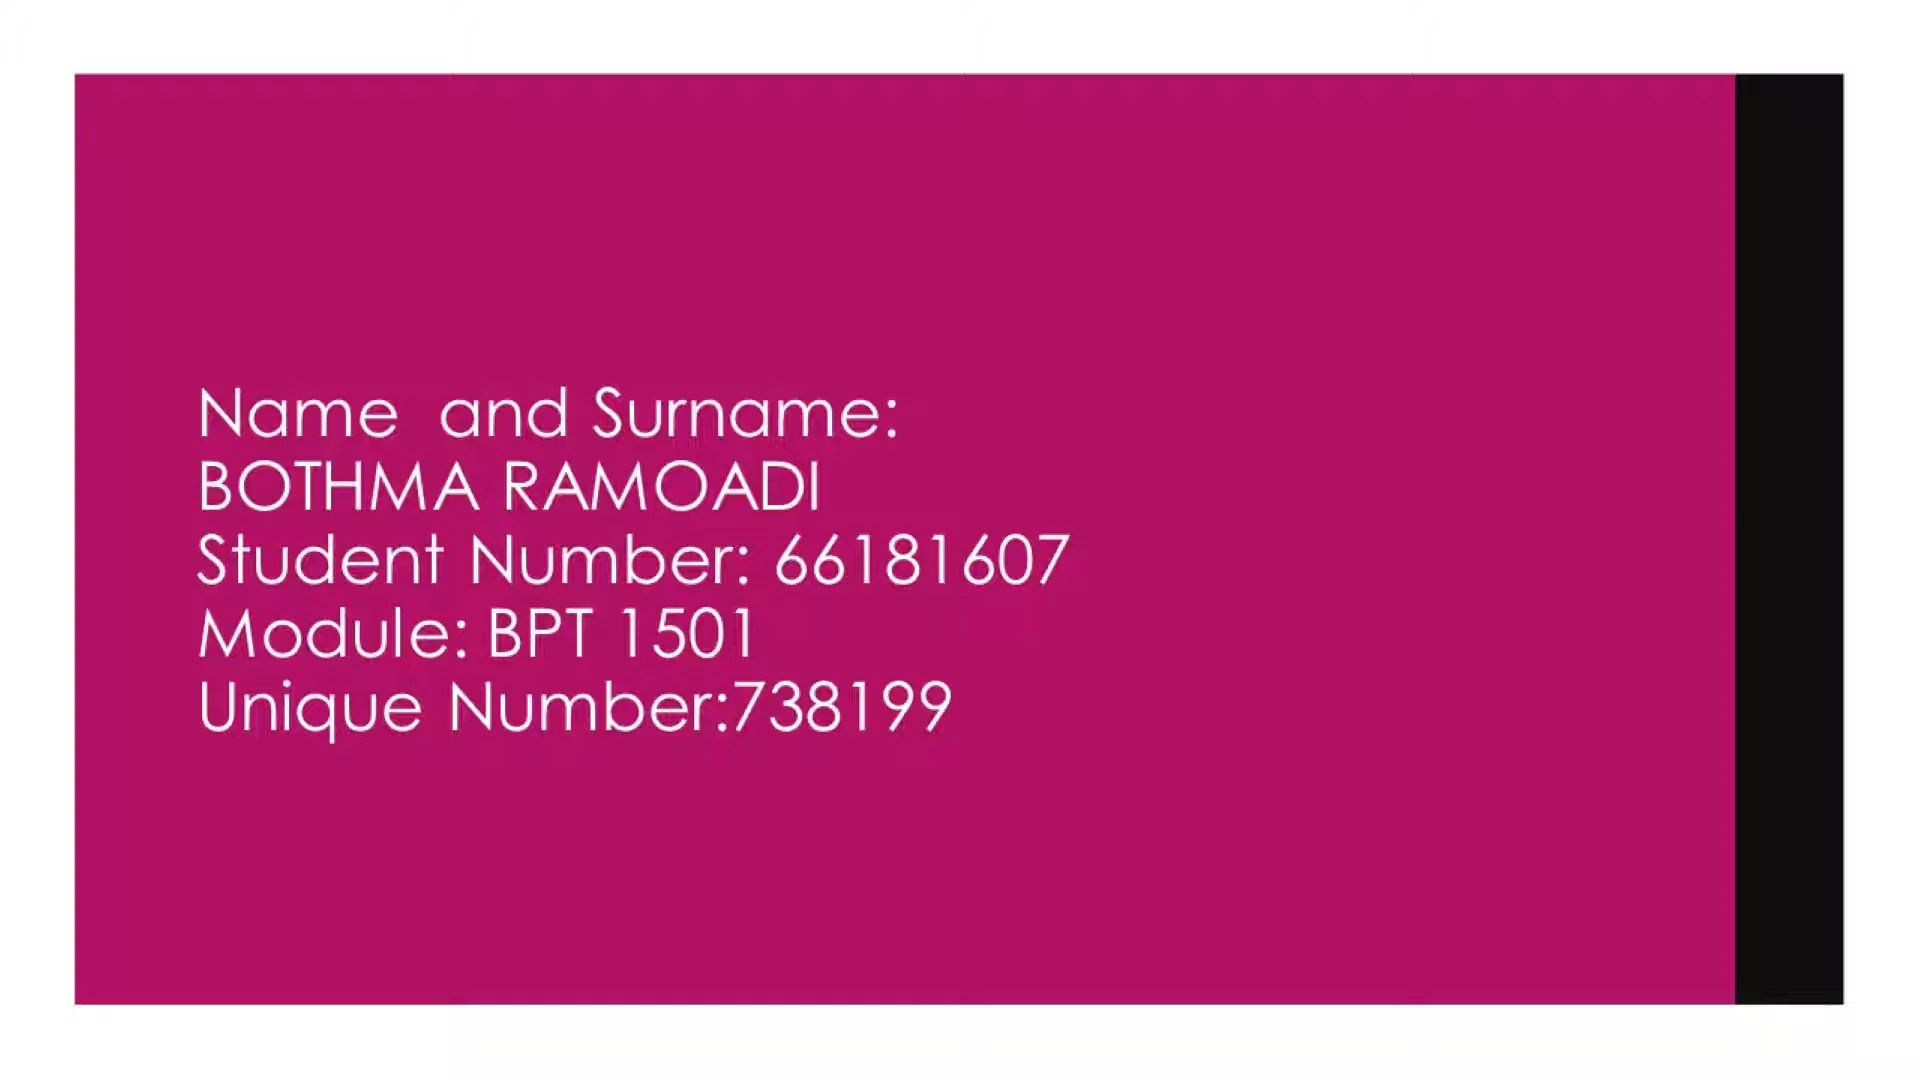 Name  and Surname:
BOTHMA RAMOADI
Student Number: 66181607
Module: BPT 1501
Unique Number:738199